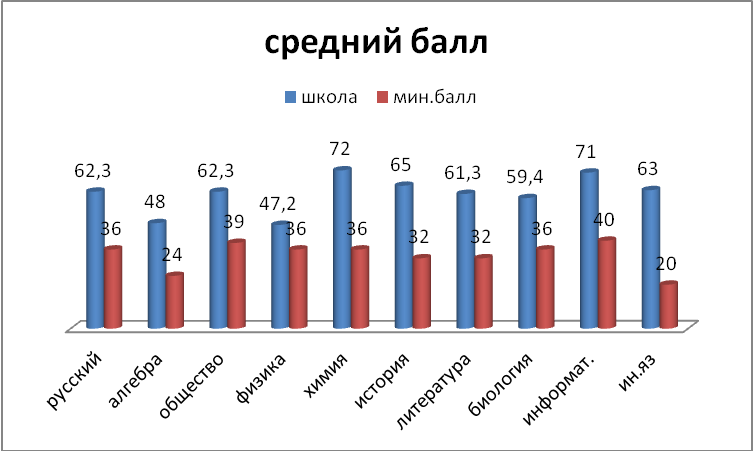 средний балл
школа мин.балл
62,3 48 62,3 47,2 72 65 61,3 59,4 71 63
36 24 39 36 36 32 32 36 40 20
русский алгебра общество физика химия история литература биология информат. ин.яз